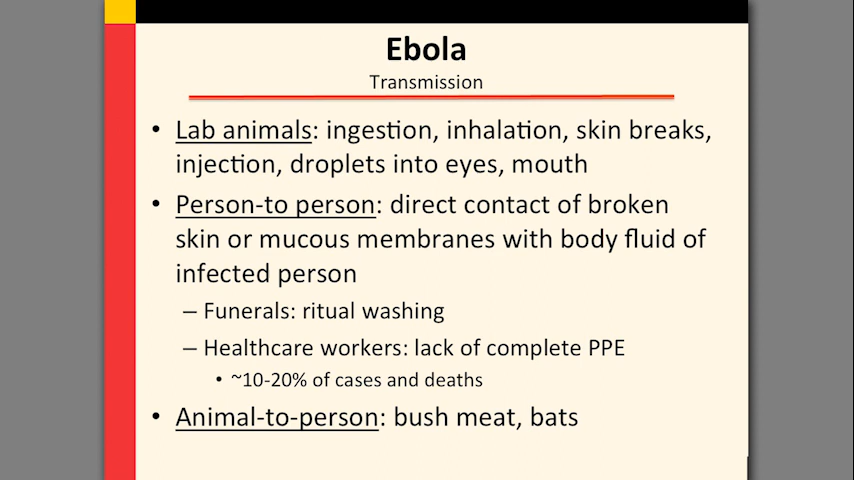 Ebola
Transmission
• Lab animals: ingestion, inhalation, skin breaks,
injection, droplets into eyes, mouth
• Person-to person: direct contact of broken
skin or mucous membranes with body fluid of
infected person
– Funerals: ritual washing
– Healthcare workers: lack of complete PPE
• ~10-20% of cases and deaths
• Animal-to-person: bush meat, bats